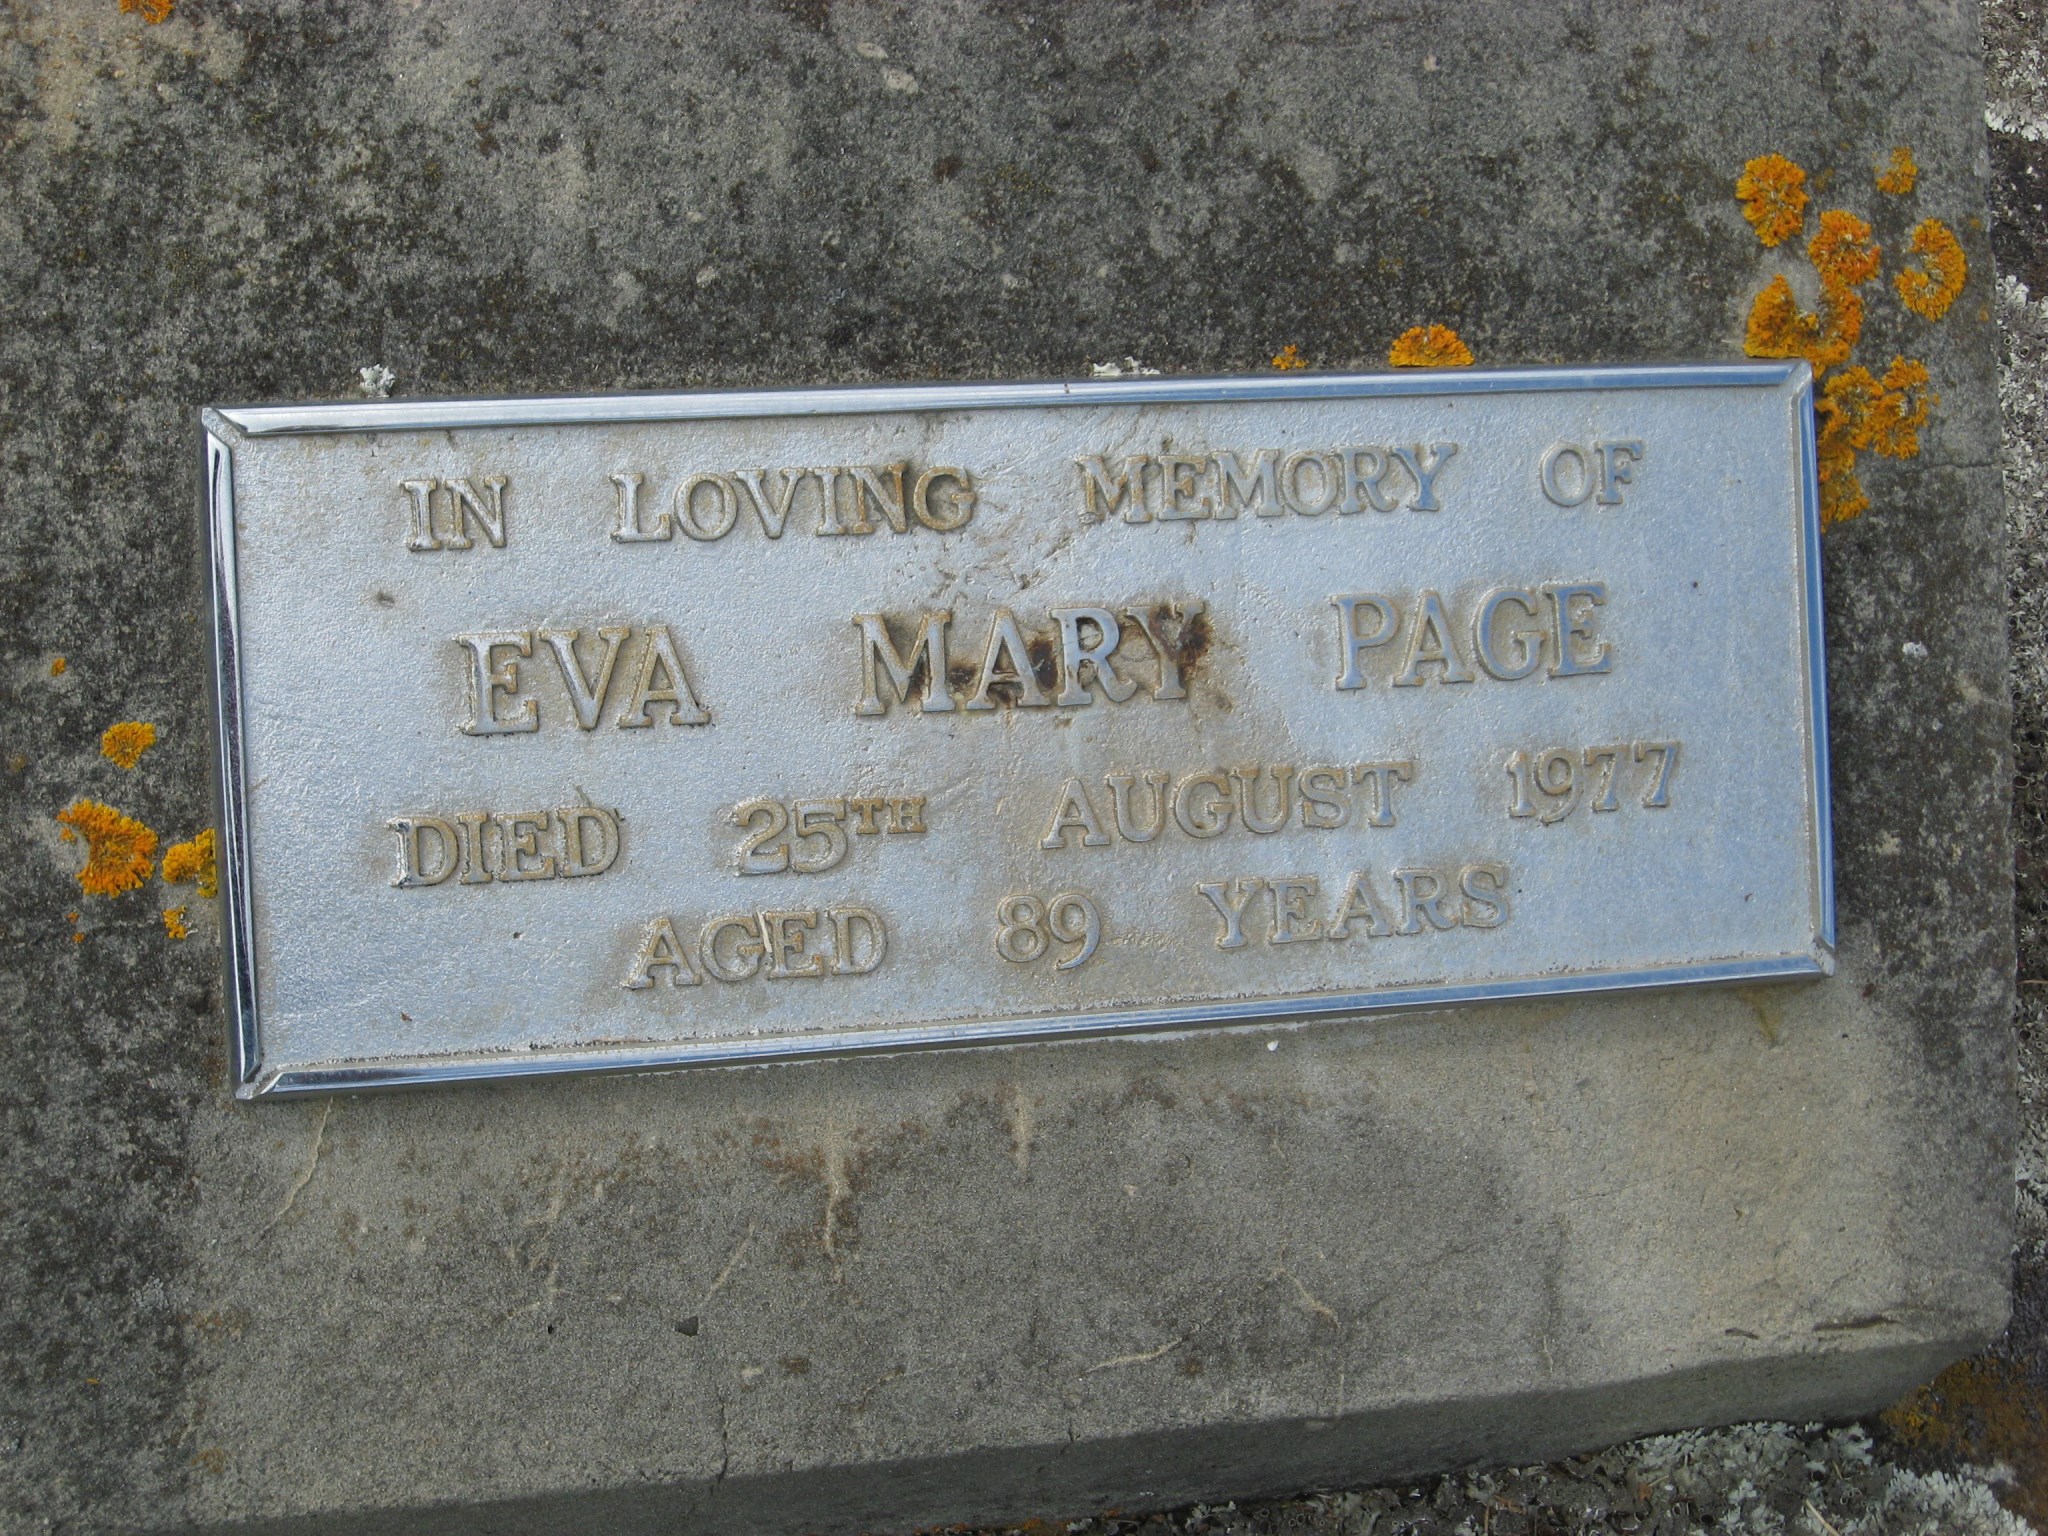 IN LOVING MEMORY OF
EVA MARY PAGE
DIED 25TH AUGUST 1977
AGED 89 YEARS